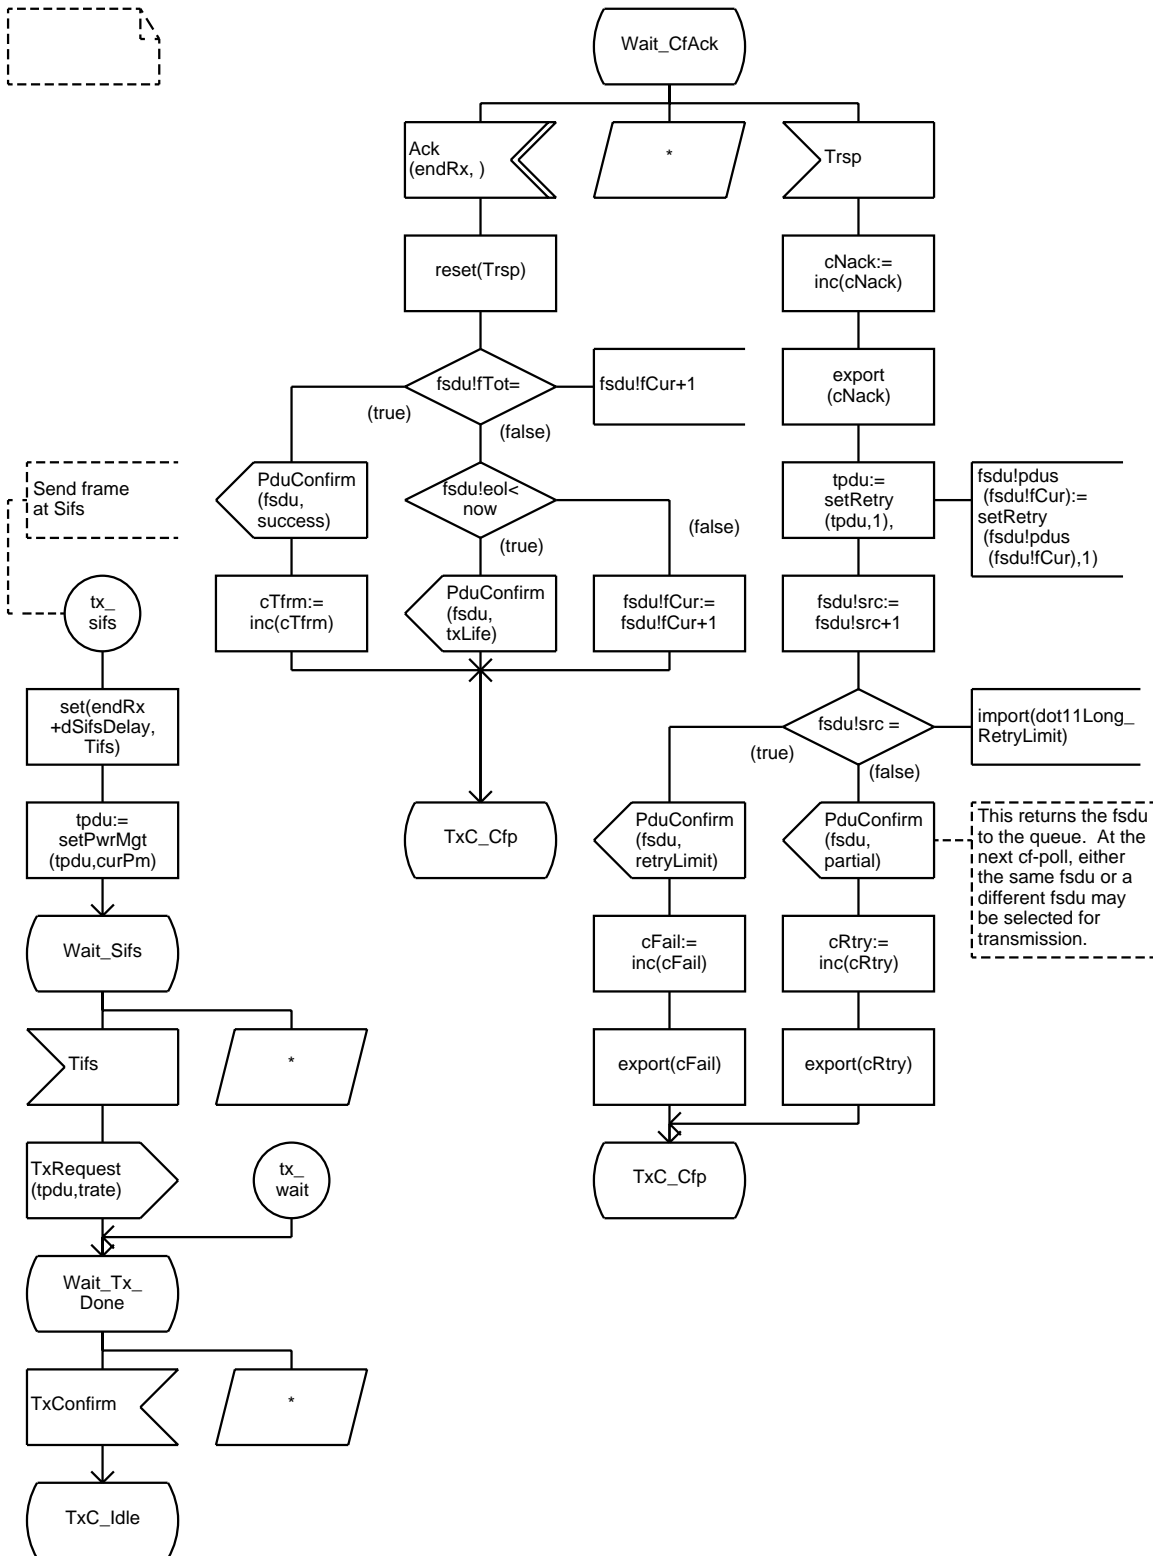 Wait_CfAck
Ack
(endRx, )
*
Trsp
reset(Trsp)
cNack:=
inc(cNack)
fsdu!fTot=
fsdu!fCur+1
(true)
(false)
export
(cNack)
Send frame
at Sifs
PduConfirm
(fsdu,
success)
fsdu!eol<
now
(true)
(false)
tpdu:=
setRetry
(tpdu,1),
fsdu!pdus
(fsdu!fCur):=
setRetry
(fsdu!pdus
(fsdu!fCur),1)
tx_
sifs
cTfrm:=
inc(cTfrm)
PduConfirm
(fsdu,
txLife)
fsdu!fCur:=
fsdu!fCur+1
fsdu!src:=
fsdu!src+1
set(endRx
+dSifsDelay,
Tifs)
fsdu!src =
import(dot11Long_
RetryLimit)
(true)
(false)
tpdu:=
setPwrMgt
(tpdu,curPm)
TxC_Cfp
PduConfirm
(fsdu,
retryLimit)
PduConfirm
(fsdu,
partial)
This returns the fsdu
to the queue.  At the
next cf-poll, either
the same fsdu or a
different fsdu may
be selected for
transmission.
Wait_Sifs
cFail:=
inc(cFail)
cRtry:=
inc(cRtry)
Tifs
*
export(cFail)
export(cRtry)
TxRequest
(tpdu,trate)
tx_
wait
TxC_Cfp
Wait_Tx_
Done
TxConfirm
*
TxC_Idle